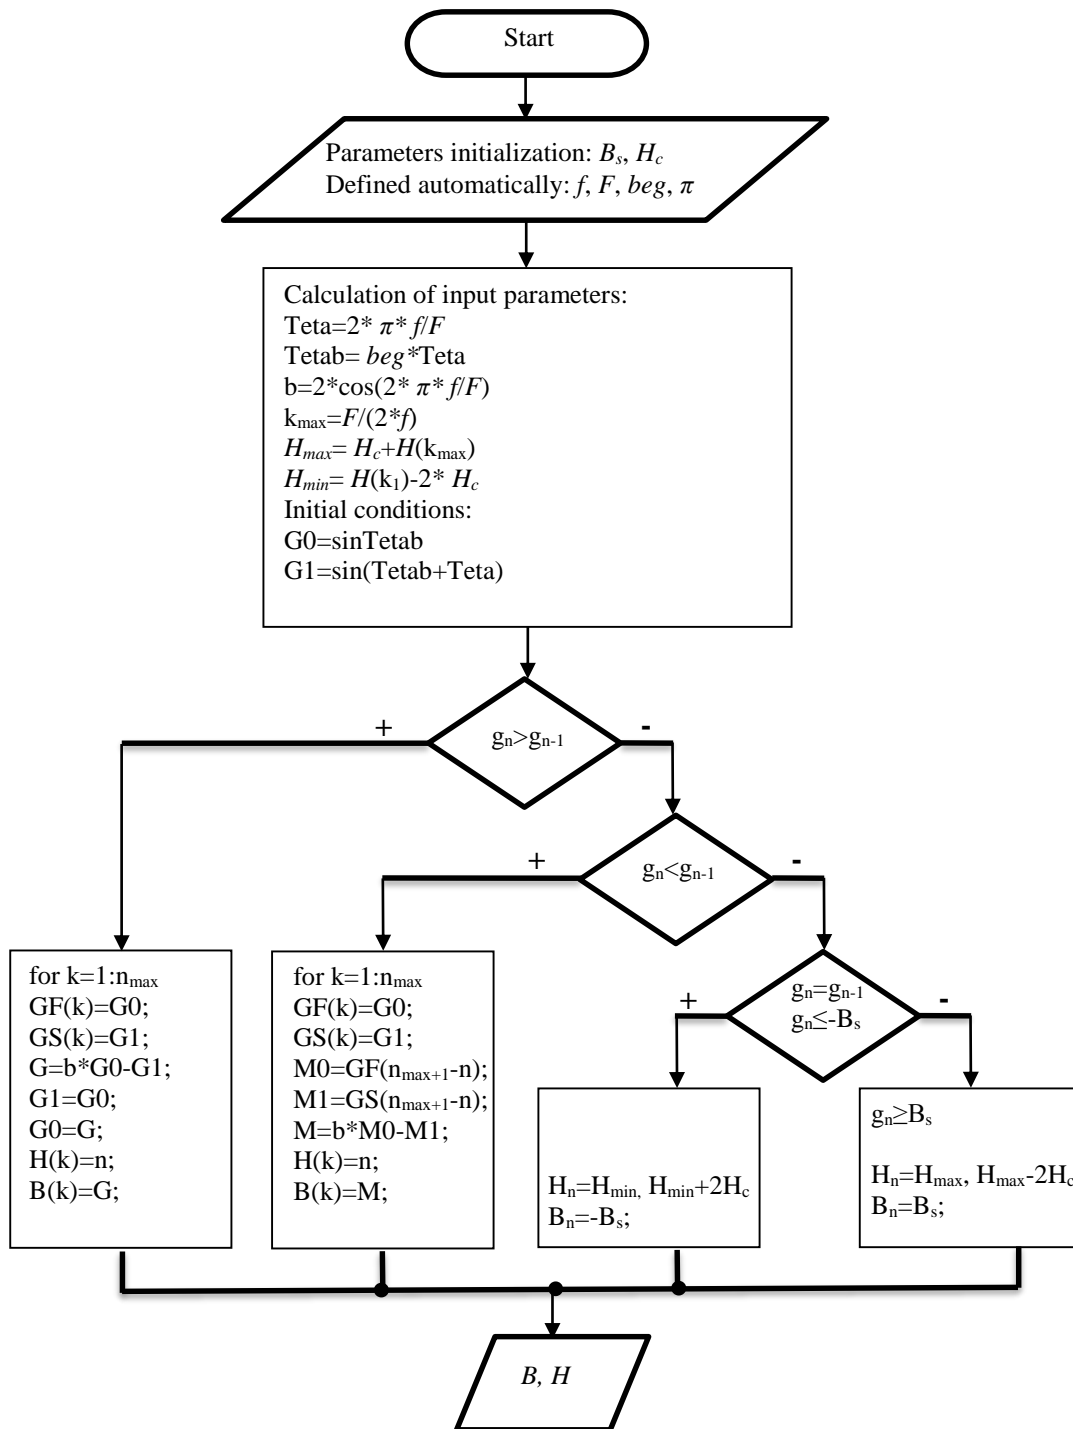 Start
Parameters initialization: Bs, Hc
Defined automatically: f, F, beg, π
Calculation of input parameters:
Teta=2* π* f/F
Tetab= beg*Teta
b=2*cos(2* π* f/F)
kmax=F/(2*f)
Hmax= Hc+H(kmax)
Hmin= H(k1)-2* Hc
Initial conditions:
G0=sinTetab
G1=sin(Tetab+Teta)
+
-
gn>gn-1
+
-
gn<gn-1
+
-
gn=gn-1
gn≤-Bs
for k=1:nmax
GF(k)=G0;
GS(k)=G1;
G=b*G0-G1;
G1=G0;
G0=G;
H(k)=n;
B(k)=G;
for k=1:nmax
GF(k)=G0;
GS(k)=G1;
M0=GF(nmax+1-n);
M1=GS(nmax+1-n);
M=b*M0-M1;
H(k)=n;
B(k)=M;
Hn=Hmin, Hmin+2Hc
Bn=-Bs;
gn≥Bs
Hn=Hmax, Hmax-2Hc
Bn=Bs;
B, H